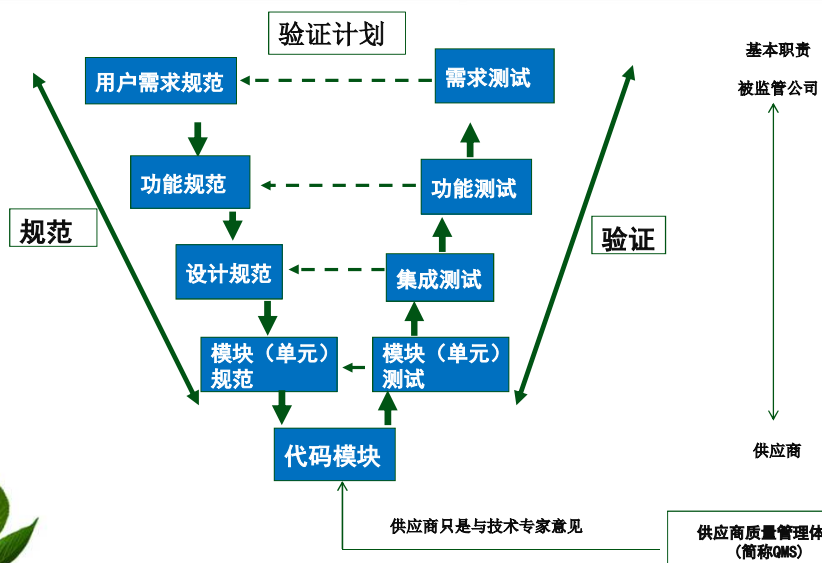 验证计划
基本职责
用户需求规范
需求测试
被监管公司
功能规范
功能测试
规范
验证
设计规范
集成测试
模块（单元）
规范
模块（单元）
测试
代码模块
供应商
供应商只是与技术专家意见
供应商质量管理体
(简称QMS)